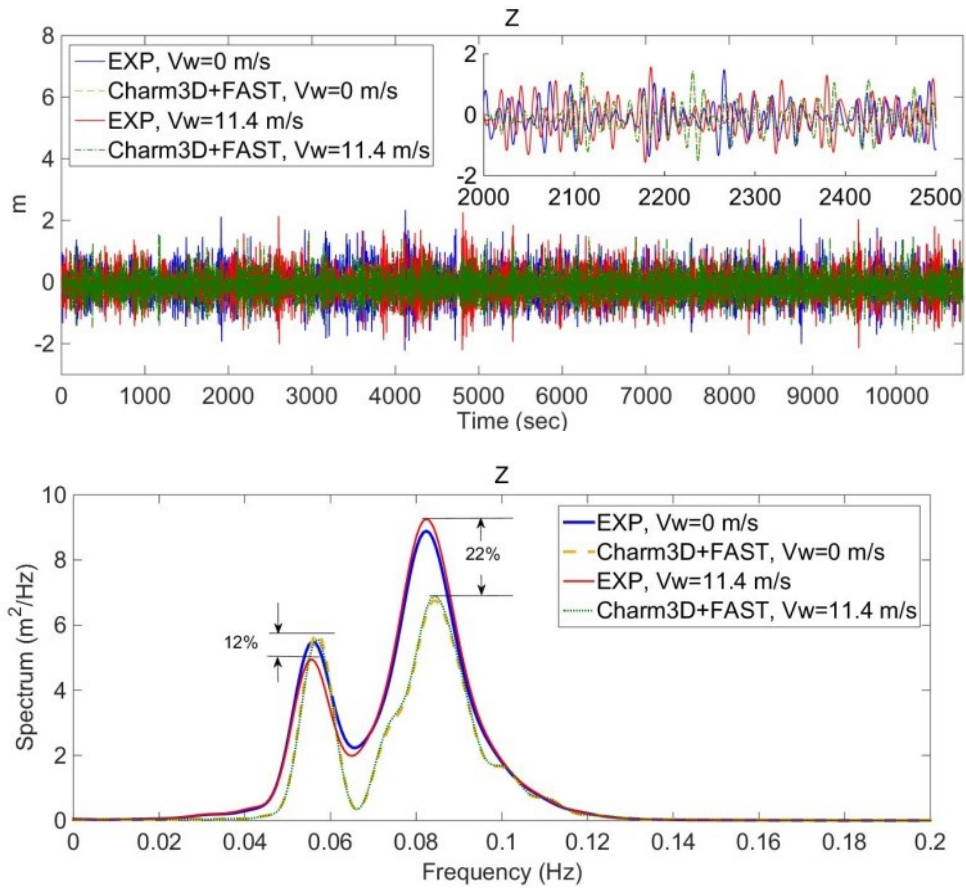 Z
8
6
4
2
0
-2
m
EXP, Vw=0 m/s
Charm3D+FAST, Vw=0 m/s
EXP, Vw=11.4 m/s
Charm3D+FAST, Vw=11.4 m/s
2
0
-2
2000 2100 2200 2300 2400 2500
0 1000 2000 3000 4000 5000 6000 7000 8000 9000 10000
Time (sec)
Z
10
8
6
4
2
0
Spectrum (m²/Hz)
EXP, Vw=0 m/s
Charm3D+FAST, Vw=0 m/s
EXP, Vw=11.4 m/s
Charm3D+FAST, Vw=11.4 m/s
22%
12%
0 0.02 0.04 0.06 0.08 0.1 0.12 0.14 0.16 0.18 0.2
Frequency (Hz)